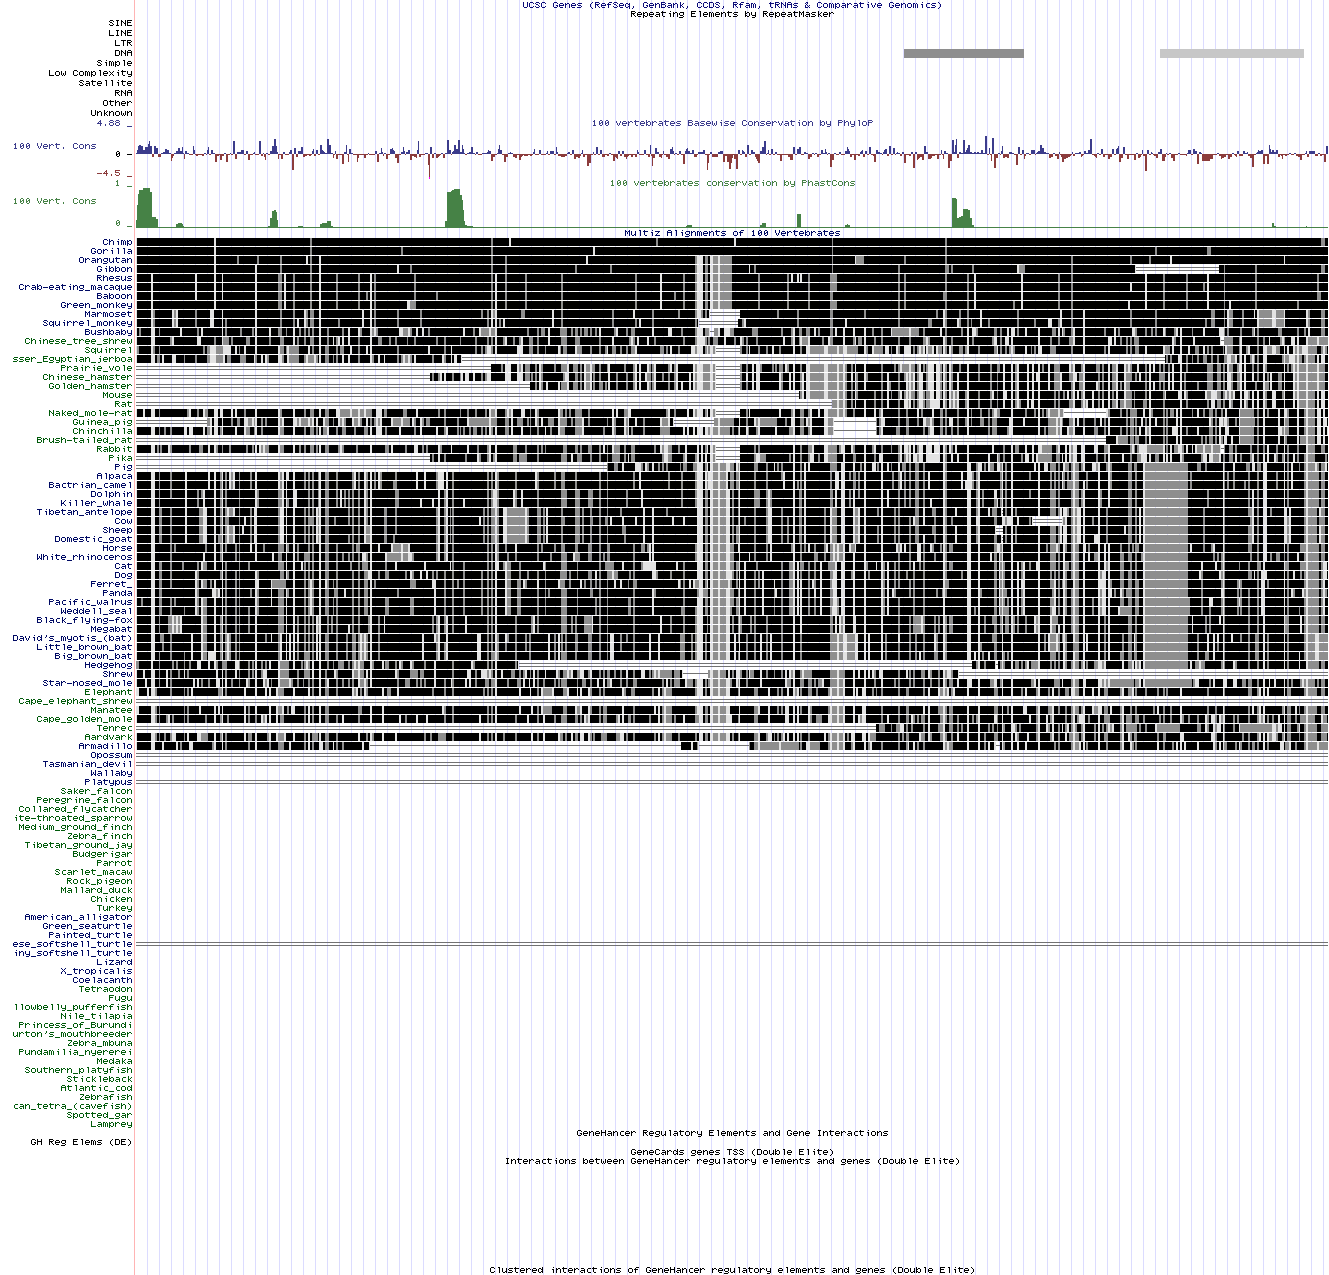 UCSC Genes (RefSeq, GenBank, CCDS, Rfam, tRNAs & Comparative Genomics)
Repeating Elements by RepeatMasker
SINE
LINE
LTR
DNA
Simple
Low Complexity
Satellite
RNA
Other
Unknown
100 vertebrates Basewise Conservation by PhyloP
4.88 _
100 Vert. Cons
0 _
-4.5 _
100 vertebrates conservation by PhastCons
1 _
100 Vert. Cons
0 _
Multiz Alignments of 100 Vertebrates
Chimp
Gorilla
Orangutan
Gibbon
Rhesus
Crab-eating_macaque
Baboon
Green_monkey
Marmoset
Squirrel_monkey
Bushbaby
Chinese_tree_shrew
Squirrel
sser_Egyptian_jerboa
Prairie_vole
Chinese_hamster
Golden_hamster
Mouse
Rat
Naked_mole-rat
Guinea_pig
Chinchilla
Brush-tailed_rat
Rabbit
Pika
Pig
Alpaca
Bactrian_camel
Dolphin
Killer_whale
Tibetan_antelope
Cow
Sheep
Domestic_goat
Horse
White_rhinoceros
Cat
Dog
Ferret_
Panda
Pacific_walrus
Weddell_seal
Black_flying-fox
Megabat
David's_myotis_(bat)
Little_brown_bat
Big_brown_bat
Hedgehog
Shrew
Star-nosed_mole
Elephant
Cape_elephant_shrew
Manatee
Cape_golden_mole
Tenrec
Aardvark
Armadillo
Opossum
Tasmanian_devil
Wallaby
Platypus
Saker_falcon
Peregrine_falcon
Collared_flycatcher
ite-throated_sparrow
Medium_ground_finch
Zebra_finch
Tibetan_ground_jay
Budgerigar
Parrot
Scarlet_macaw
Rock_pigeon
Mallard_duck
Chicken
Turkey
American_alligator
Green_seaturtle
Painted_turtle
ese_softshell_turtle
iny_softshell_turtle
Lizard
X_tropicalis
Coelacanth
Tetraodon
Fugu
llowbelly_pufferfish
Nile_tilapia
Princess_of_Burundi
urton's_mouthbreeder
Zebra_mbuna
Pundamilia_nyererei
Medaka
Southern_platyfish
Stickleback
Atlantic_cod
Zebrafish
can_tetra_(cavefish)
Spotted_gar
Lamprey
GeneHancer Regulatory Elements and Gene Interactions
GH Reg Elems (DE)
GeneCards genes TSS (Double Elite)
Interactions between GeneHancer regulatory elements and genes (Double Elite)
Clustered interactions of GeneHancer regulatory elements and genes (Double Elite)